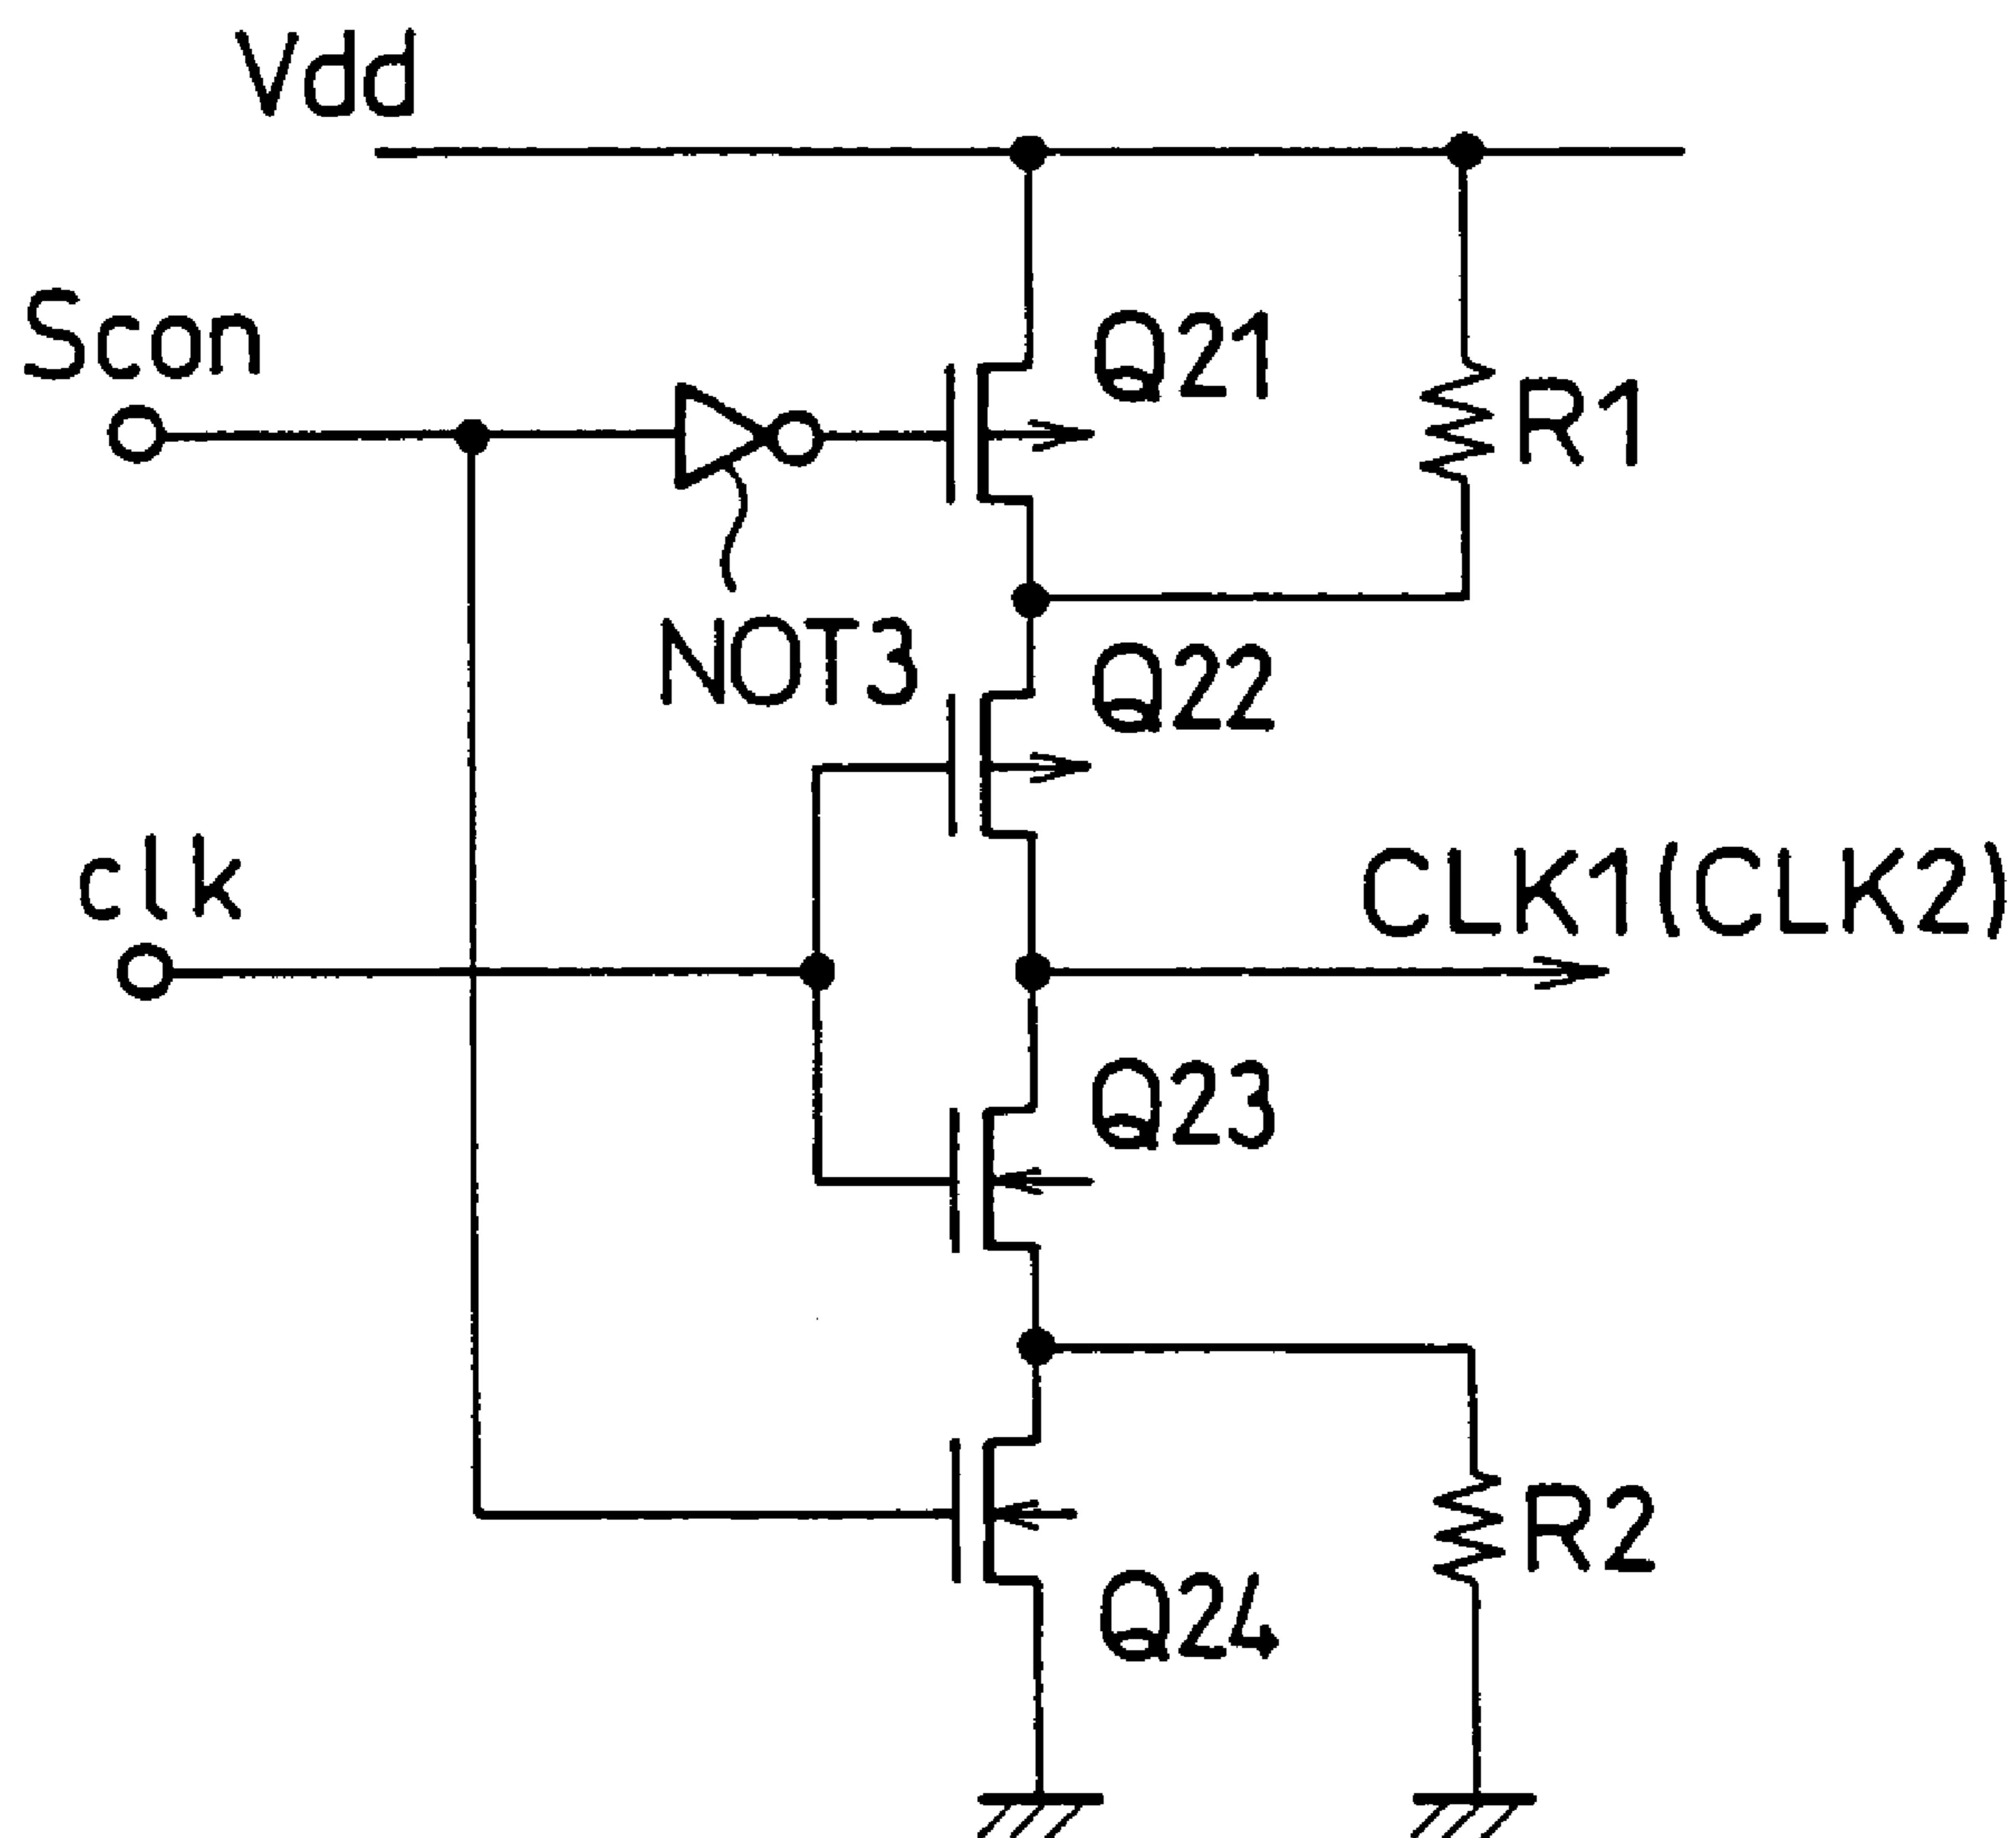 Vdd
Scon
Q21
R1
NOT3
Q22
clk
CLK1(CLK2)
Q23
R2
Q24